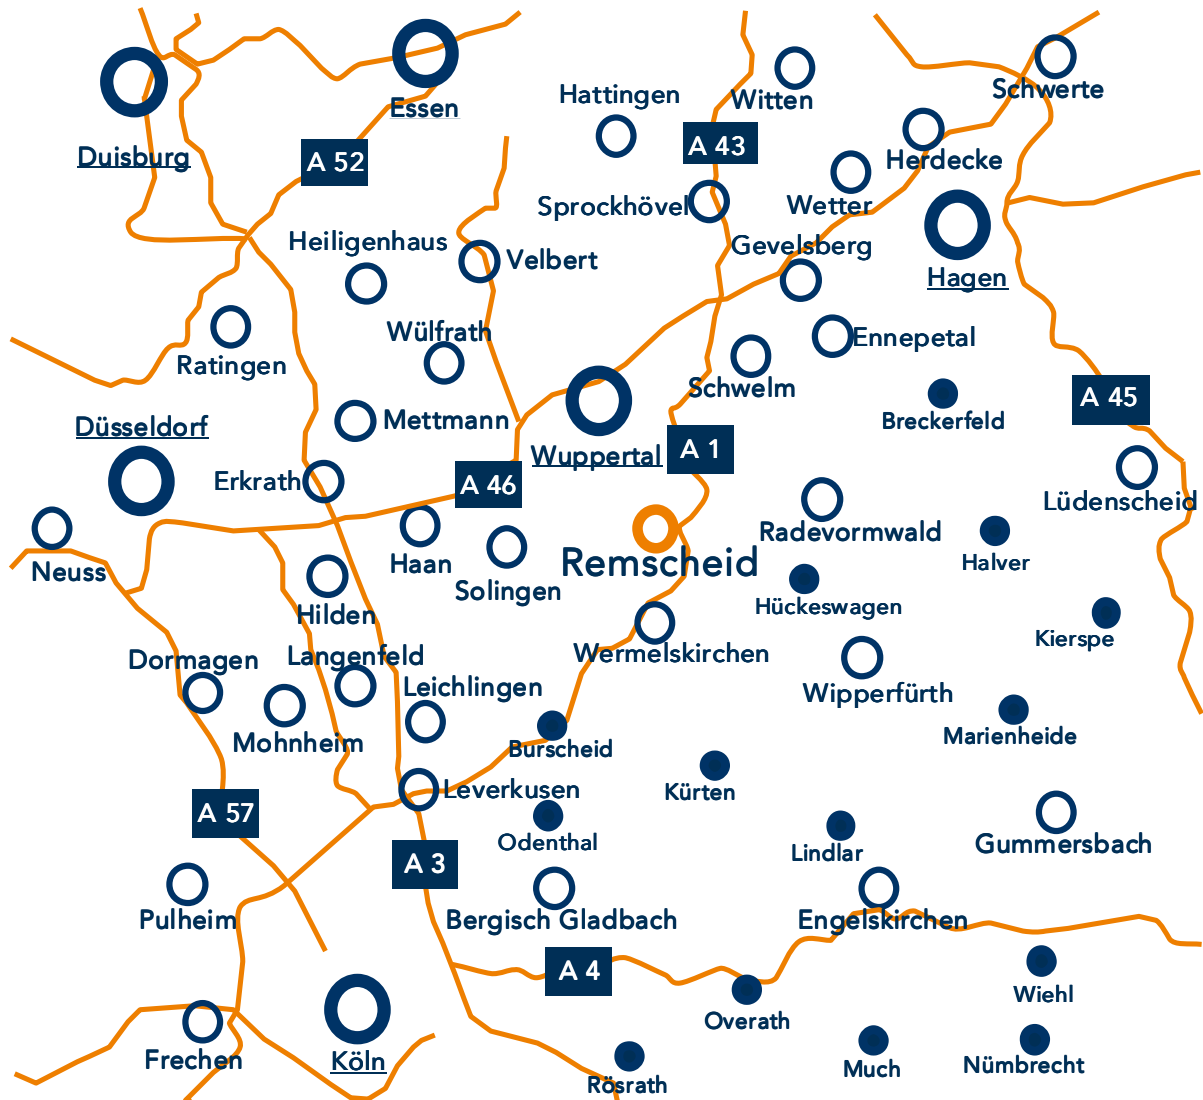 Schwerte
Hattingen
Witten
Essen
Duisburg
A 52
A 43
Herdecke
Sprockhövel
Wetter
Heiligenhaus
Gevelsberg
Velbert
Hagen
Wülfrath
Ennepetal
Ratingen
Schwelm
A 45
Mettmann
Breckerfeld
Düsseldorf
Wuppertal
A 1
Erkrath
A 46
Lüdenscheid
Radevormwald
Neuss
Haan
Remscheid
Halver
Solingen
Hückeswagen
Hilden
Kierspe
Dormagen
Langenfeld
Wermelskirchen
Leichlingen
Wipperfürth
Mohnheim
Burscheid
Marienheide
Leverkusen
Kürten
A 57
Odenthal
Lindlar
Gummersbach
A 3
Pulheim
Bergisch Gladbach
Engelskirchen
A 4
Wiehl
Overath
Frechen
Köln
Much
Nümbrecht
Rösrath